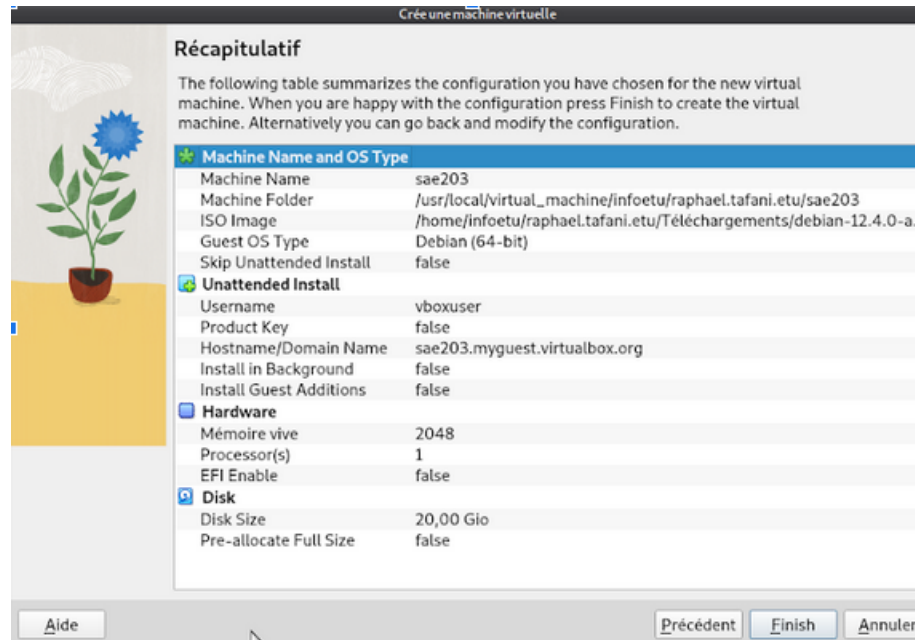 Crée une machine virtuelle
Récapitulatif
The following table summarizes the configuration you have chosen for the new virtual
machine. When you are happy with the configuration press Finish to create the virtual
machine. Alternatively you can go back and modify the configuration.
Machine Name and OS Type
Machine Name sae203
Machine Folder /usr/local/virtual_machine/infoetu/raphael.tafani.etu/sae203
ISO Image /home/infoetu/raphael.tafani.etu/Téléchargements/debian-12.4.0-a.
Guest OS Type Debian (64-bit)
Skip Unattended Install false
Unattended Install
Username vboxuser
Product Key false
Hostname/Domain Name sae203.myguest.virtualbox.org
Install in Background false
Install Guest Additions false
Hardware
Mémoire vive 2048
Processor(s) 1
EFI Enable false
Disk
Disk Size 20,00 Gio
Pre-allocate Full Size false
Aide Précédent Finish Annuler